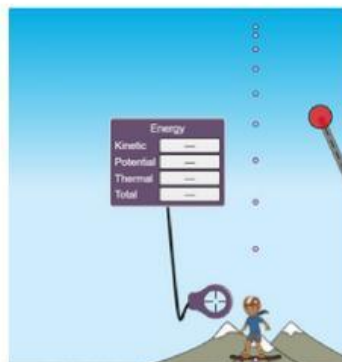 Energy
Kinetic —
Potential —
Thermal —
Total —